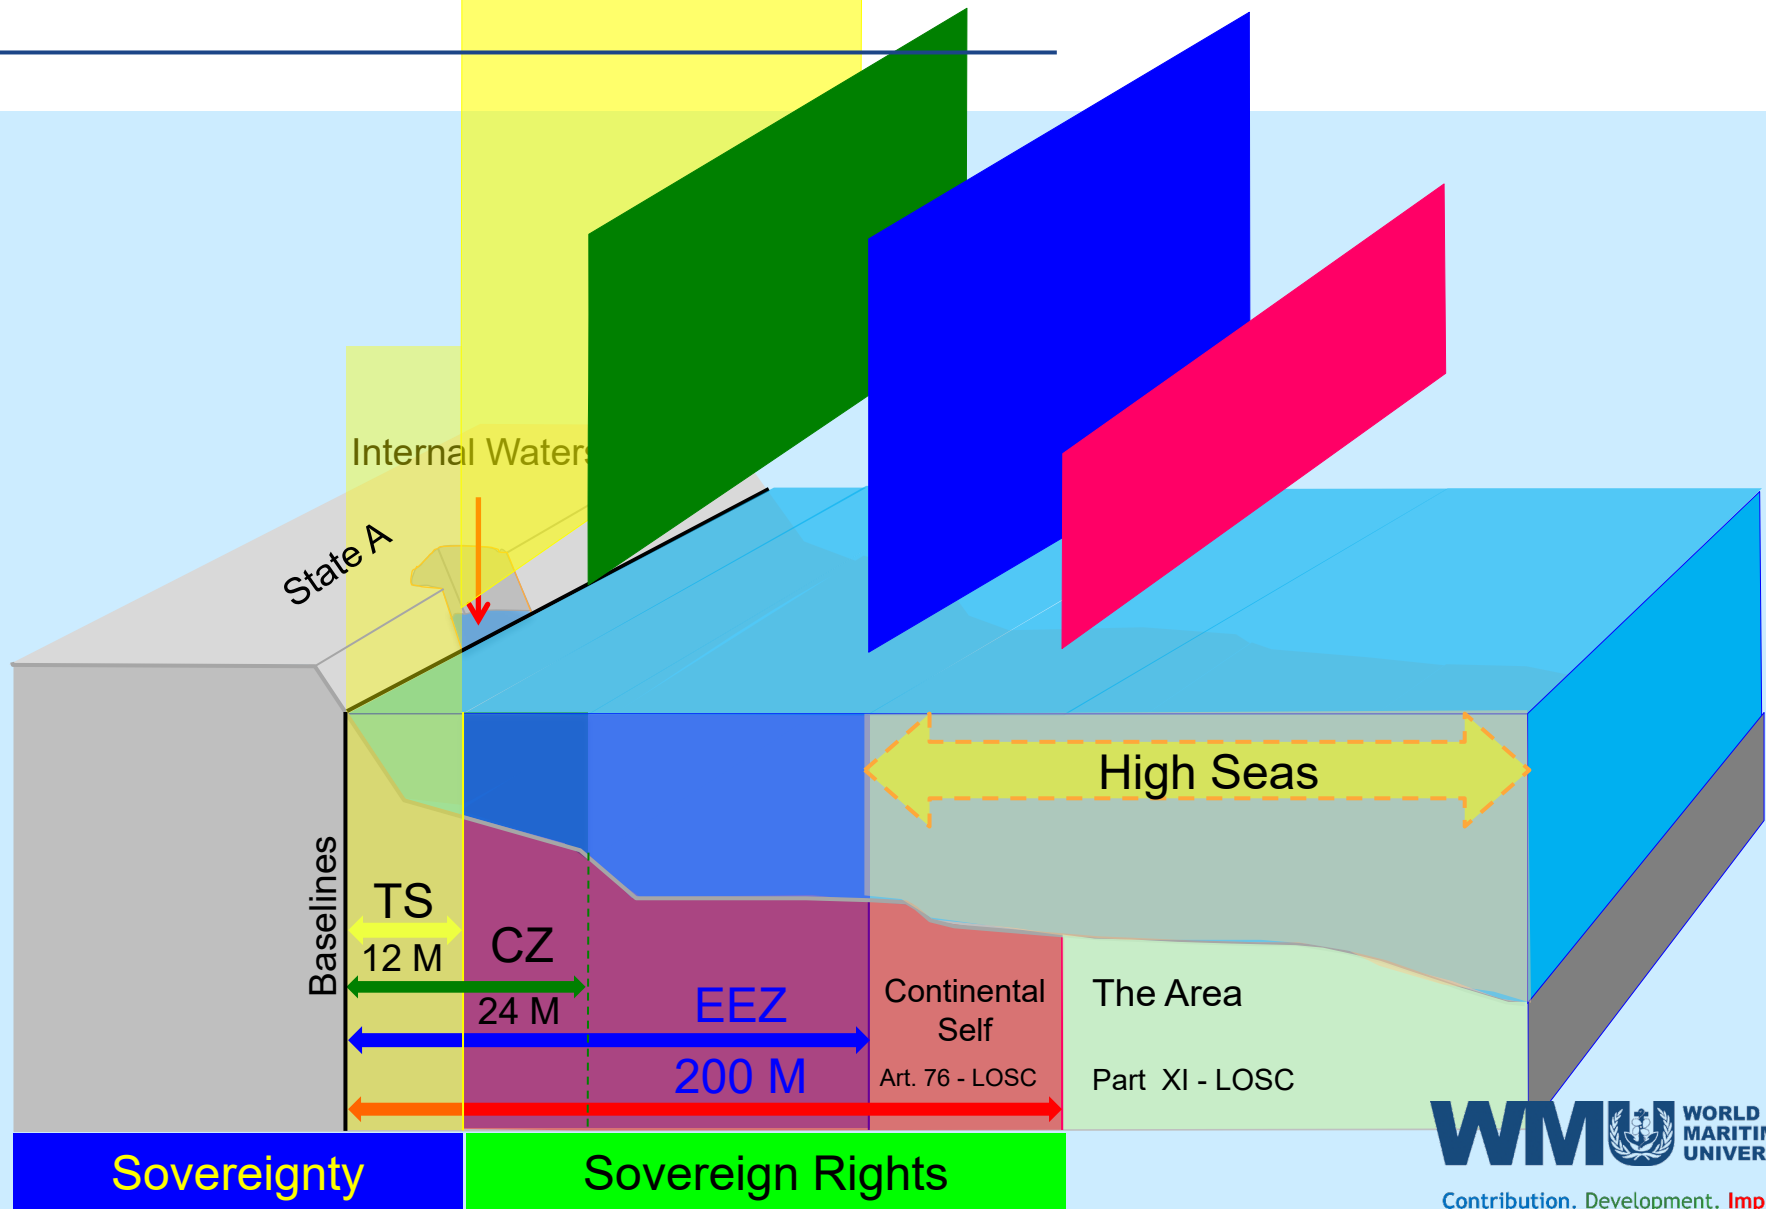 Internal Waters
State A
High Seas
Baselines
TS
12 M
CZ
24 M
EEZ
200 M
Continental
Self
Art. 76 - LOSC
The Area
Part XI - LOSC
Sovereignty
Sovereign Rights
WMU
WORLD
MARITIM
UNIVER
Contribution. Development. Imp